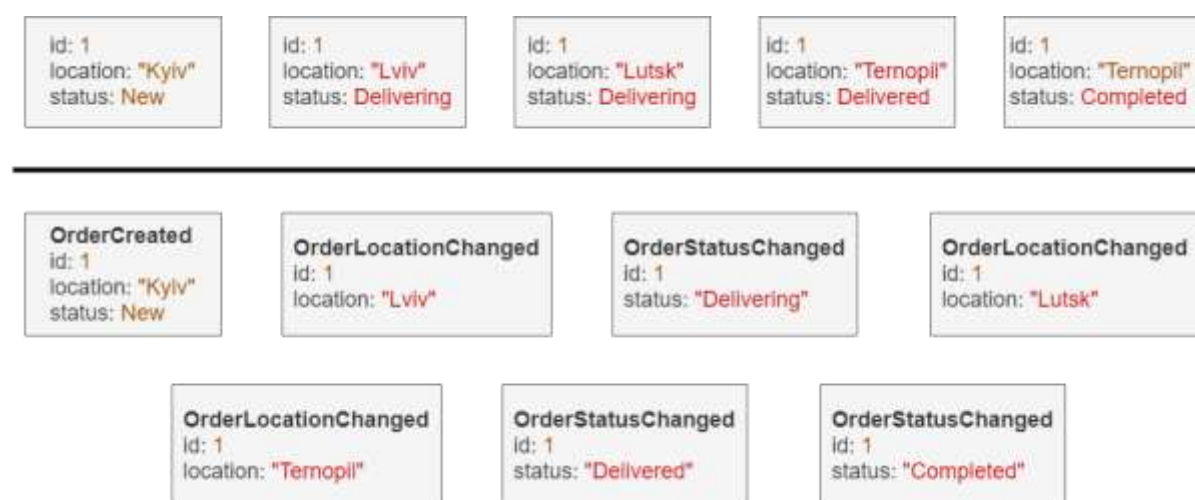 id: 1
location: "Kyiv"
status: New
id: 1
location: "Lviv"
status: Delivering
id: 1
location: "Lutsk"
status: Delivering
id: 1
location: "Ternopil"
status: Delivered
id: 1
location: "Ternopil"
status: Completed
OrderCreated
id: 1
location: "Kyiv"
status: New
OrderLocationChanged
id: 1
location: "Lviv"
OrderStatusChanged
id: 1
status: "Delivering"
OrderLocationChanged
id: 1
location: "Lutsk"
OrderLocationChanged
id: 1
location: "Ternopil"
OrderStatusChanged
id: 1
status: "Delivered"
OrderStatusChanged
id: 1
status: "Completed"